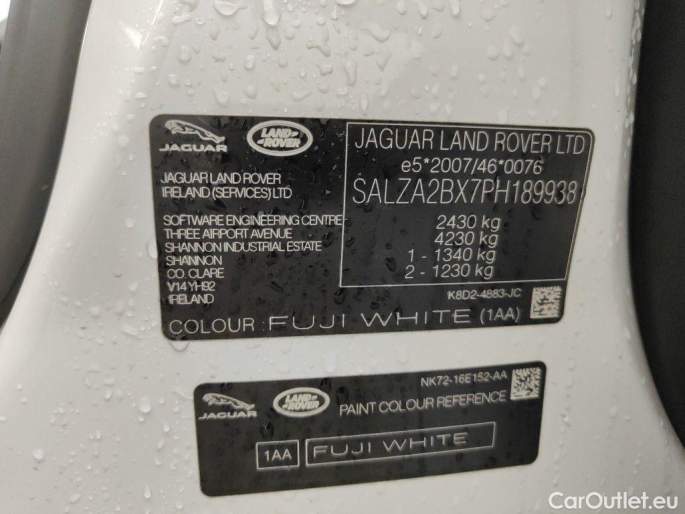 JAGUAR
LAND ROVER
JAGUAR LAND ROVER
IRELAND (SERVICES) LTD
SOFTWARE ENGINEERING CENTRE
THREE AIRPORT AVENUE
SHANNON INDUSTRIAL ESTATE
SHANNON
CO. CLARE
V14 YH92
IRELAND
JAGUAR LAND ROVER LTD
e5*2007/46*0076
SALZA2BX7PH189938
2430 kg
4230 kg
1 - 1340 kg
2 - 1230 kg
K8D2-4883-JC
COLOUR : FUJI WHITE (1AA)
JAGUAR
LAND ROVER
NK72-16E152-AA
PAINT COLOUR REFERENCE
1AA FUJI WHITE
CarOutlet.eu